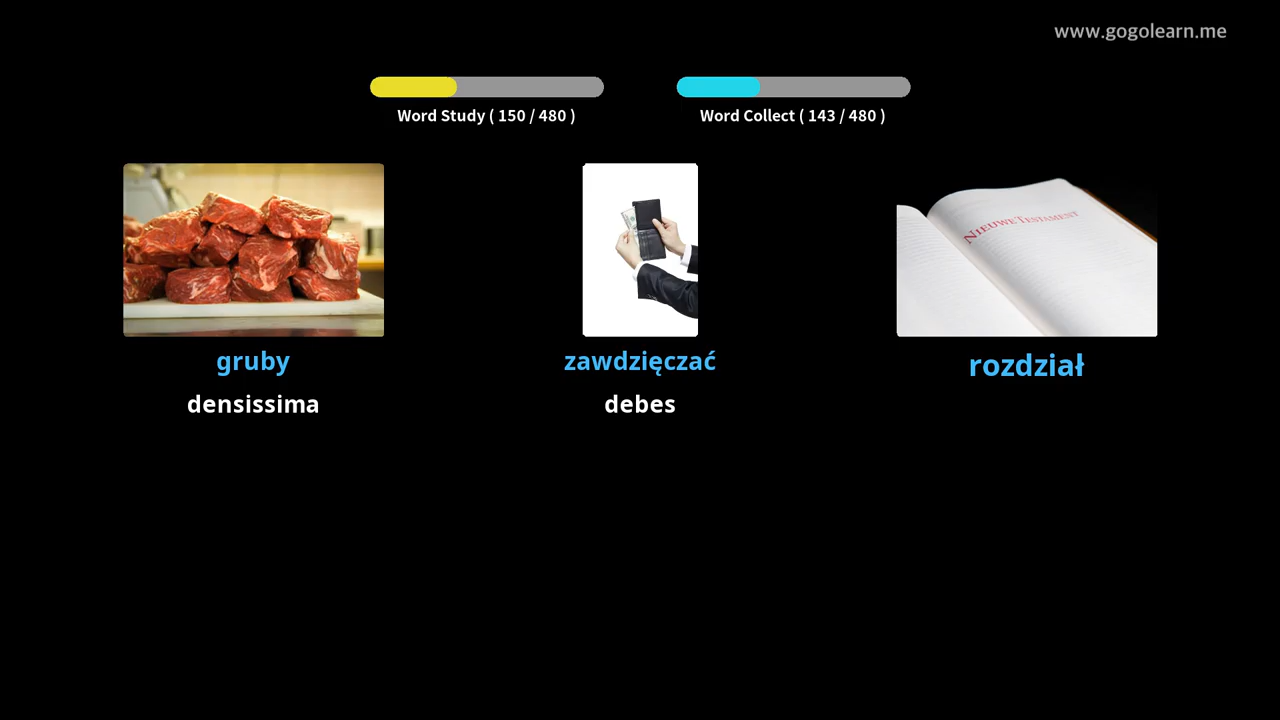 www.gogolearn.me
Word Study ( 150 / 480 )
Word Collect ( 143 / 480 )
NIEUWE TESTAMENT
gruby
zawdzięczać
rozdział
densissima
debes